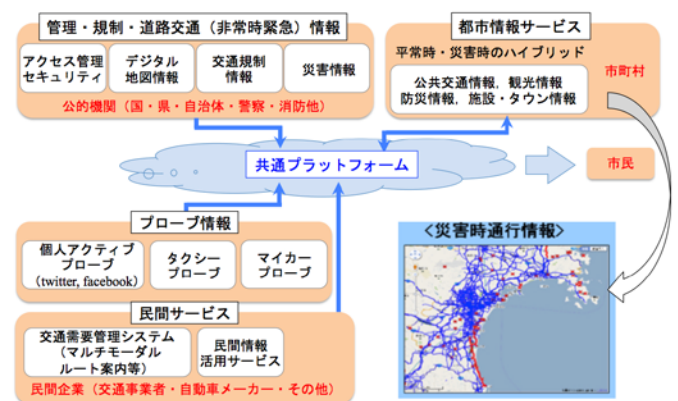 管理・規制・道路交通（非常時緊急）情報
アクセス管理
セキュリティ
デジタル
地図情報
交通規制
情報
災害情報
公的機関（国・県・自治体・警察・消防他）
都市情報サービス
平常時・災害時のハイブリッド
公共交通情報，観光情報
防災情報，施設・タウン情報
市町村
共通プラットフォーム
市民
プローブ情報
個人アクティブ
プローブ
(twitter, facebook)
タクシー
プローブ
マイカー
プローブ
<災害時通行情報>
民間サービス
交通需要管理システム
（マルチモーダル
ルート案内等）
民間情報
活用サービス
民間企業（交通事業者・自動車メーカー・その他）